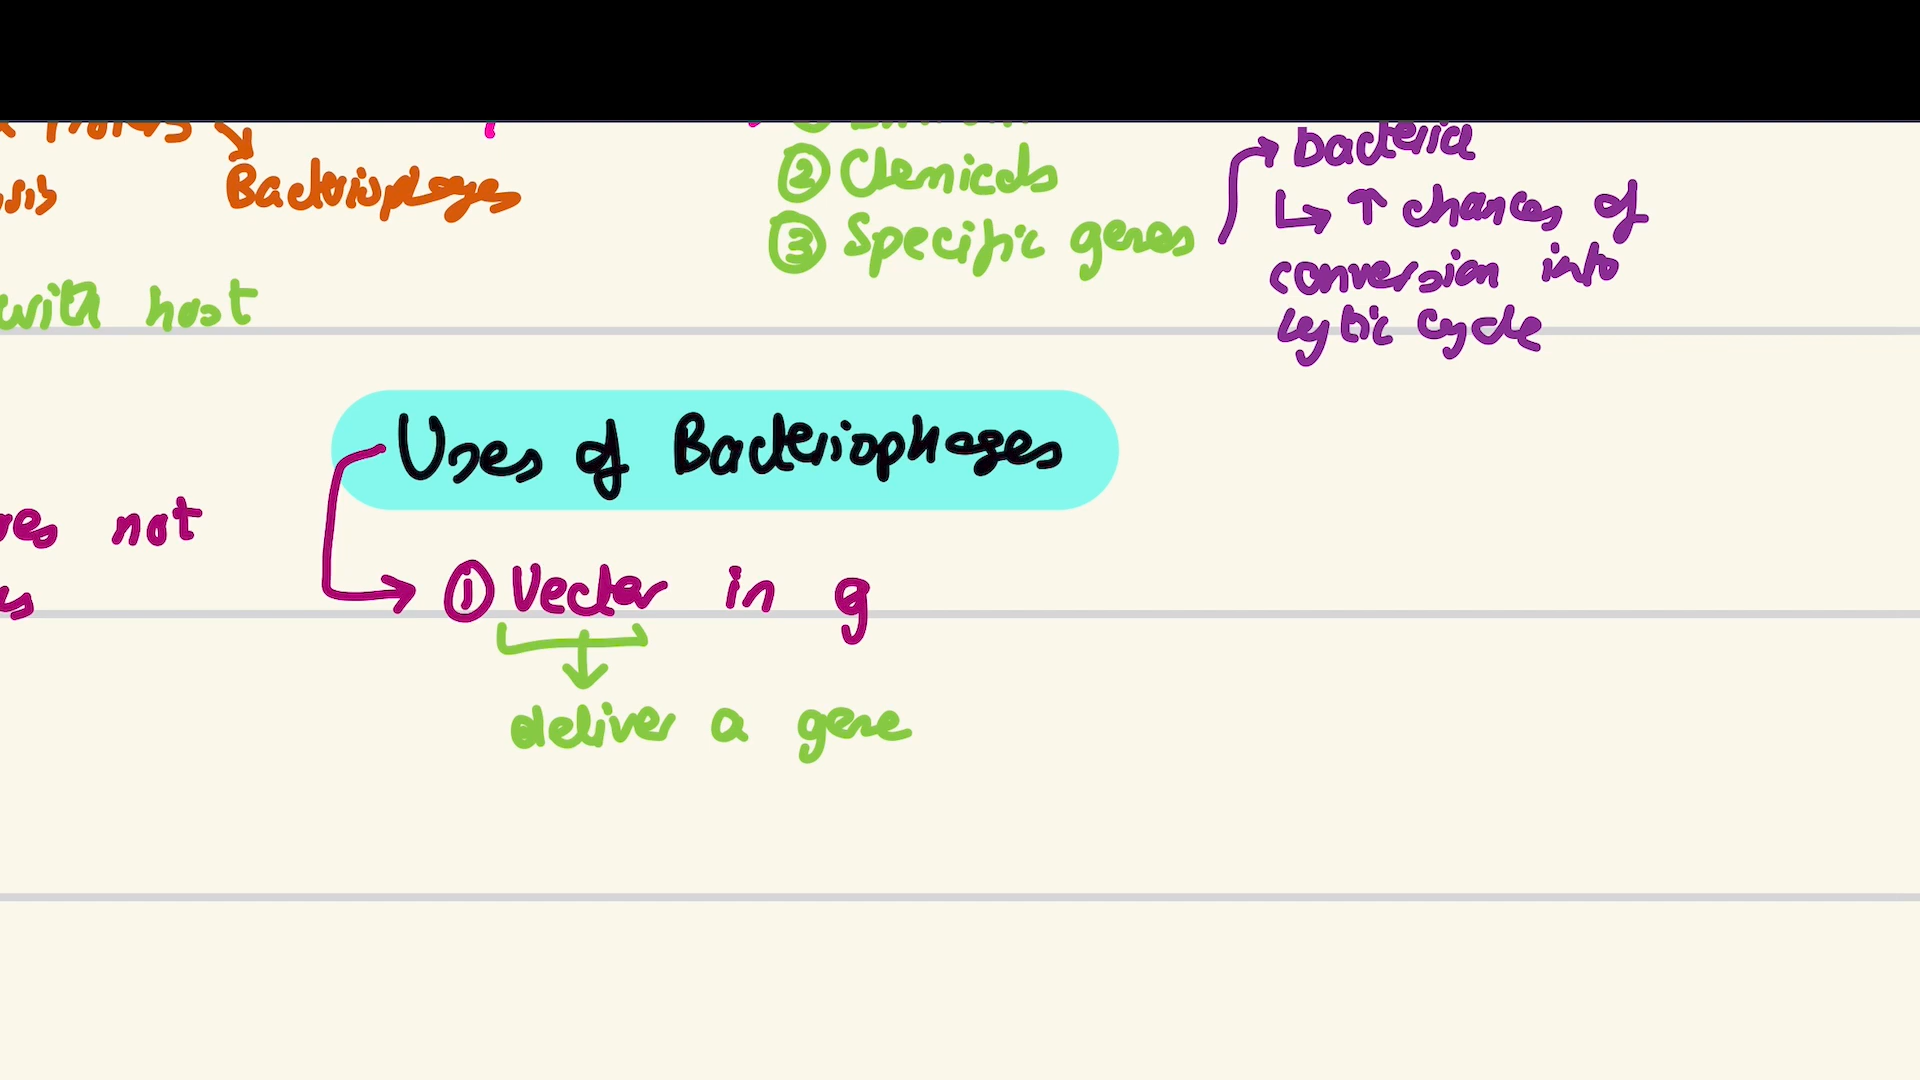 Bacteriophages
② Chemicals
③ Specific genes
bacteria
↳ ↑ chances of
conversion into
lytic cycle
with host
Uses of Bacteriophages
not
① Vector in g
deliver a gene